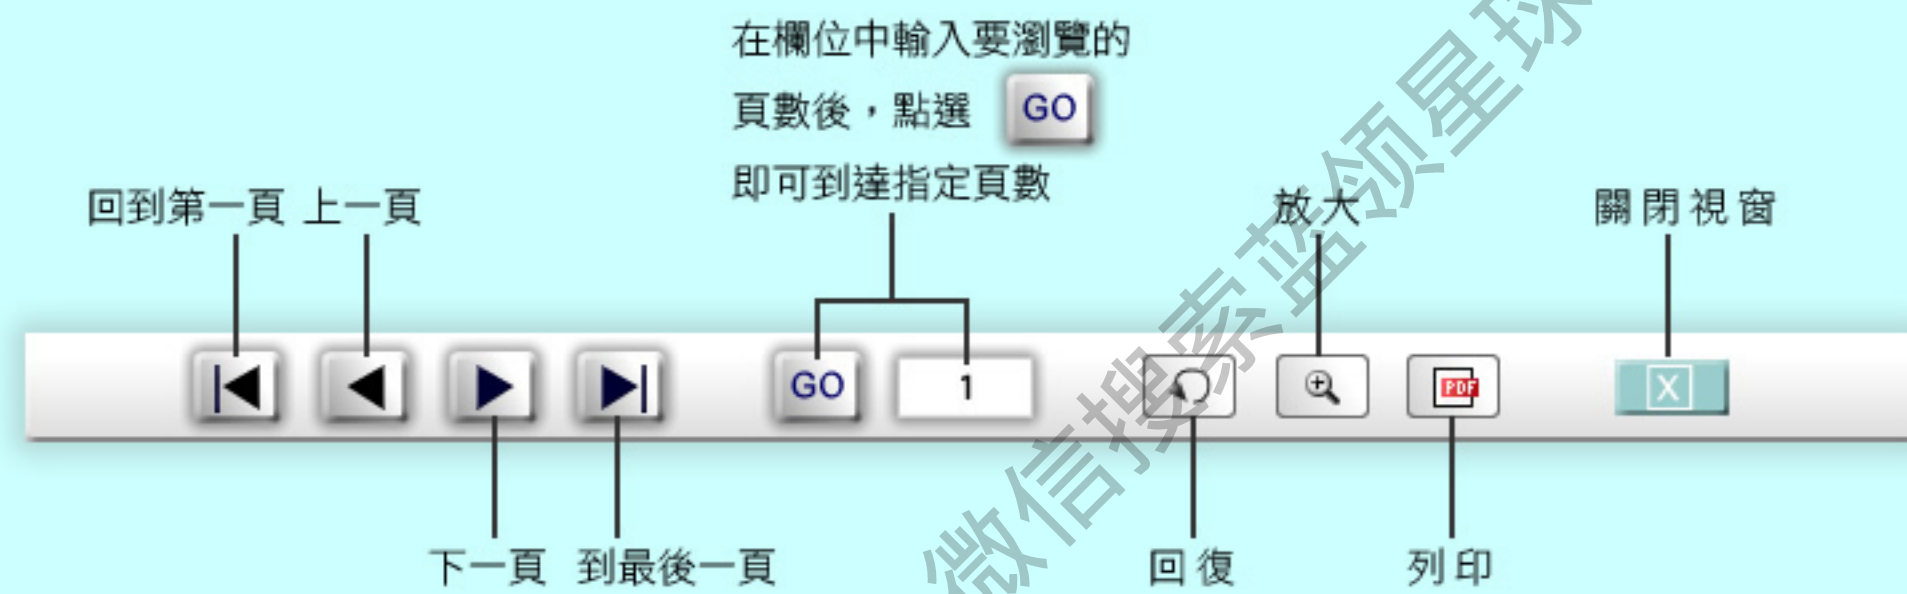 在欄位中輸入要瀏覽的
頁數後，點選 GO
即可到達指定頁數
回到第一頁 上一頁
放大
關閉視窗
GO 1
PDF
X
下一頁 到最後一頁
回復
列印
微信搜索蓝领星球